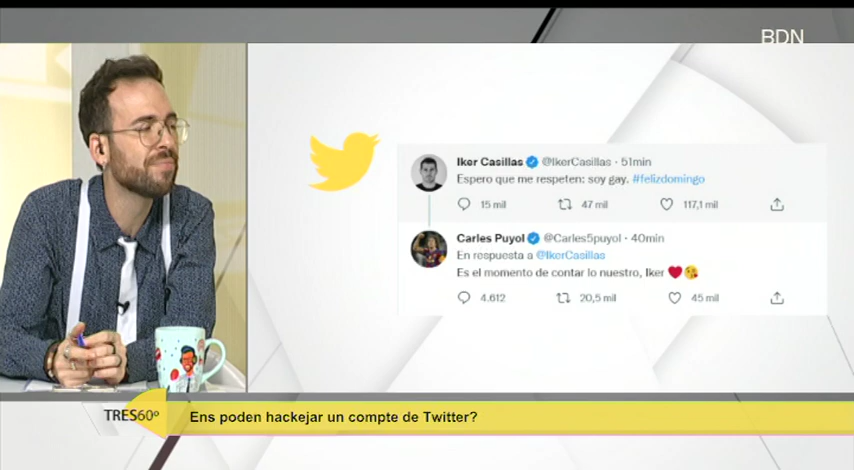 BDN
Iker Casillas @IkerCasillas · 51min
Espero que me respeten: soy gay. #felizdomingo
15 mil 47 mil 117,1 mil
Carles Puyol @Carles5puyol · 40min
En respuesta a @IkerCasillas
Es el momento de contar lo nuestro, Iker ❤️😘
4.612 20,5 mil 45 mil
TRES60º
Ens poden hackejar un compte de Twitter?